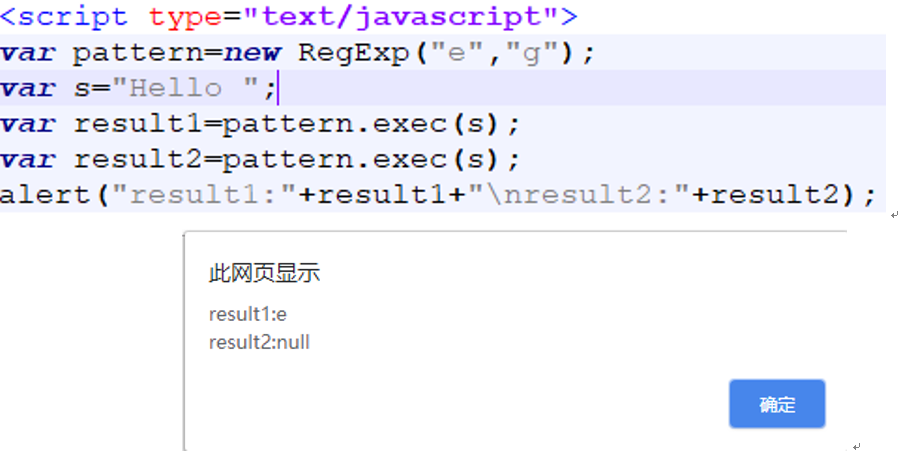 <script type="text/javascript">
var pattern=new RegExp("e","g");
var s="Hello ";
var result1=pattern.exec(s);
var result2=pattern.exec(s);
alert("result1:"+result1+"\nresult2:"+result2);
此网页显示
result1:e
result2:null
确定